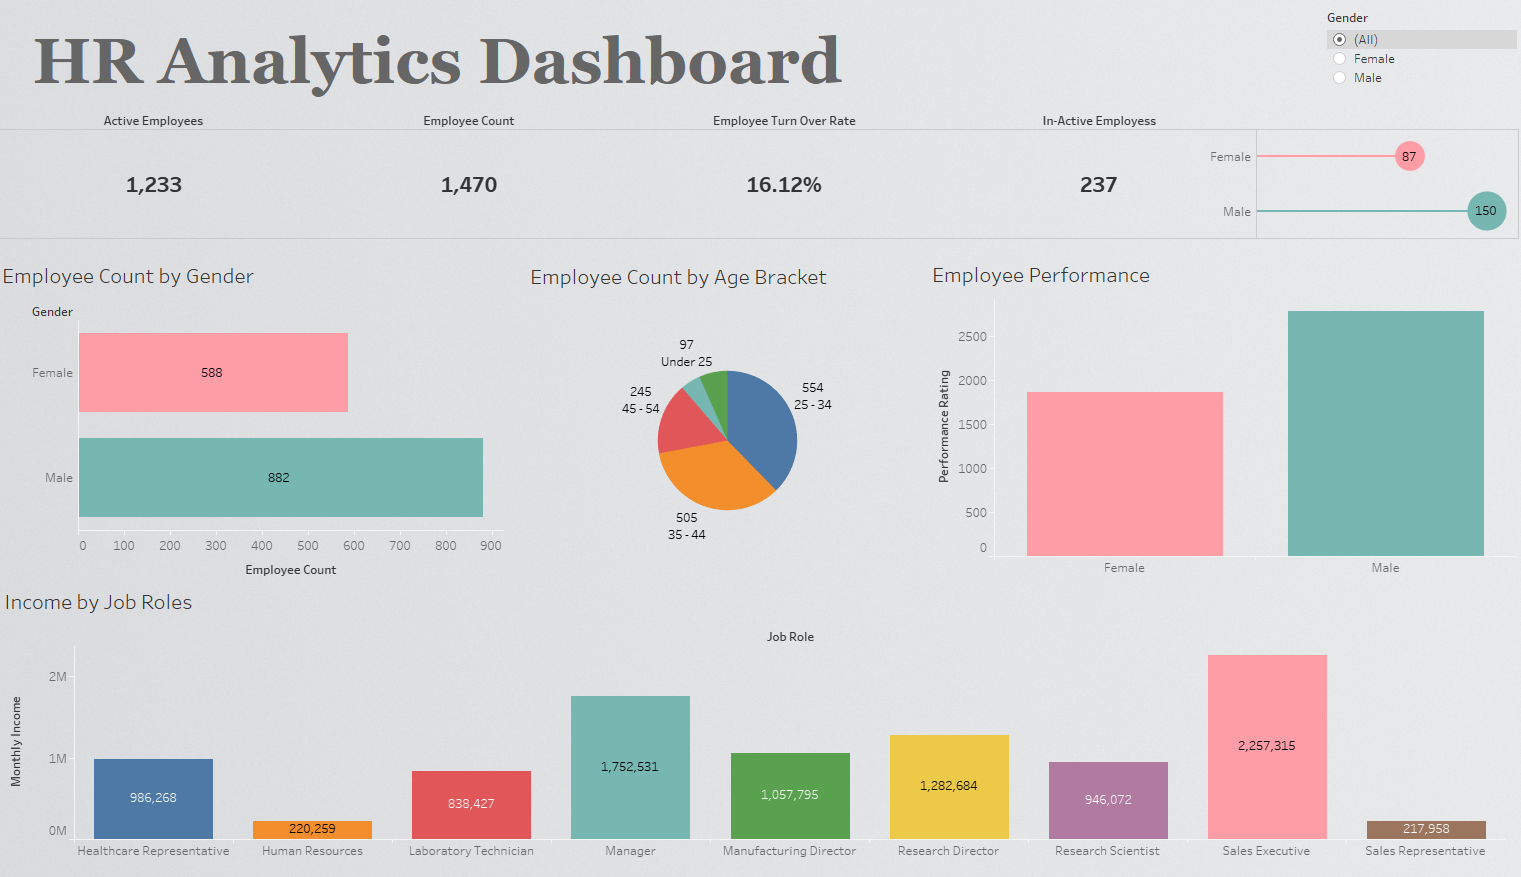 HR Analytics Dashboard
Gender
(All)
Female
Male
Active Employees
Employee Count
Employee Turn Over Rate
In-Active Employess
1,233
1,470
16.12%
237
Female
87
Male
150
Employee Count by Gender
Gender
Female
588
Male
882
0 100 200 300 400 500 600 700 800 900
Employee Count
Employee Count by Age Bracket
97
Under 25
554
25 - 34
245
45 - 54
505
35 - 44
Employee Performance
Performance Rating
2500
2000
1500
1000
500
0
Female
Male
Income by Job Roles
Job Role
Monthly Income
2M
1M
0M
986,268
220,259
838,427
1,752,531
1,057,795
1,282,684
946,072
2,257,315
217,958
Healthcare Representative
Human Resources
Laboratory Technician
Manager
Manufacturing Director
Research Director
Research Scientist
Sales Executive
Sales Representative